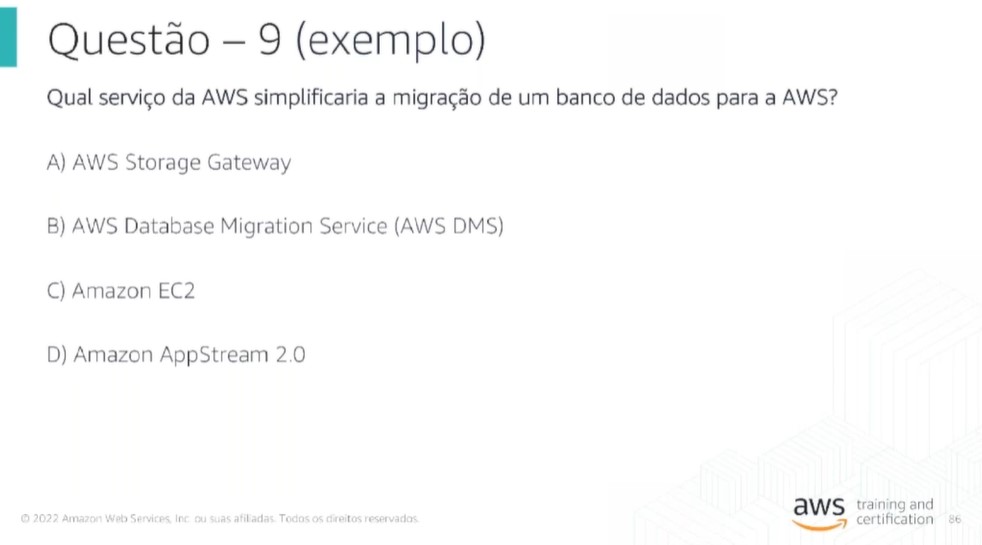 Questão – 9 (exemplo)
Qual serviço da AWS simplificaria a migração de um banco de dados para a AWS?
A) AWS Storage Gateway
B) AWS Database Migration Service (AWS DMS)
C) Amazon EC2
D) Amazon AppStream 2.0
© 2022 Amazon Web Services, Inc. ou suas afiliadas. Todos os direitos reservados.
aws training and
certification 86